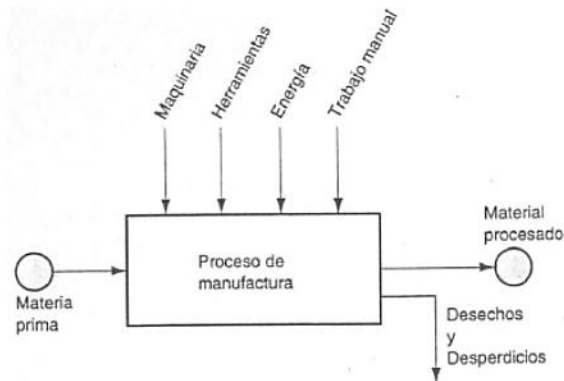 Maquinaria
Herramientas
Energía
Trabajo manual
Materia
prima
Proceso de
manufactura
Material
procesado
Desechos
y
Desperdicios